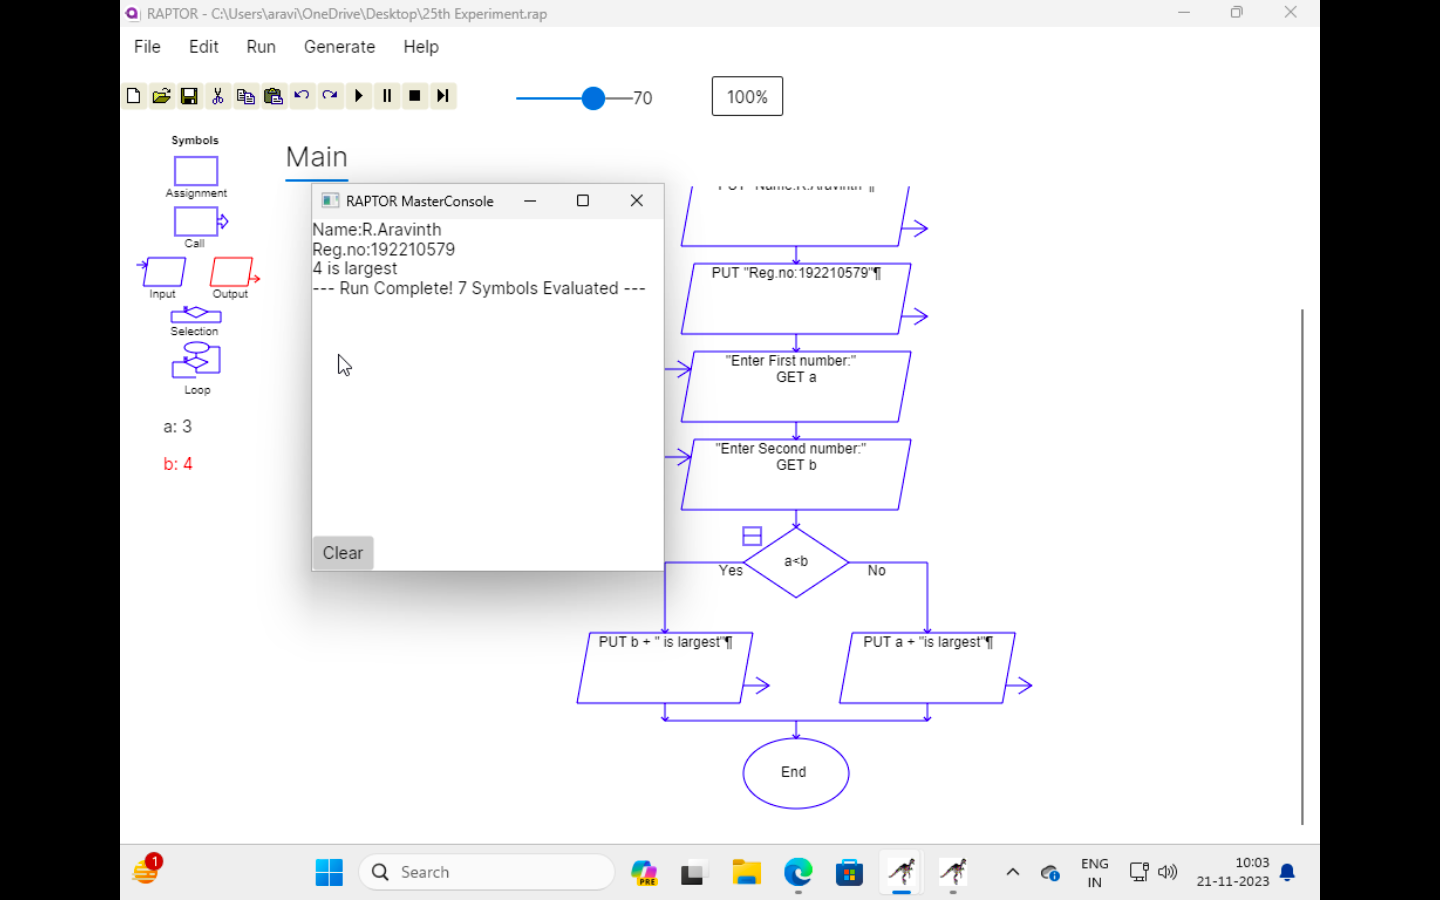 RAPTOR - C:\Users\aravi\OneDrive\Desktop\25th Experiment.rap
File Edit Run Generate Help
70
100%
Symbols
Assignment
Call
Input Output
Selection
Loop
a: 3
b: 4
Main
RAPTOR MasterConsole
Name:R.Aravinth
Reg.no:192210579
4 is largest
--- Run Complete! 7 Symbols Evaluated ---
Clear
PUT "Name:R.Aravinth"¶
PUT "Reg.no:192210579"¶
"Enter First number:"
GET a
"Enter Second number:"
GET b
a<b
Yes
No
PUT b + " is largest"¶
PUT a + "is largest"¶
End
1
Search
PRE
ENG
IN
10:03
21-11-2023